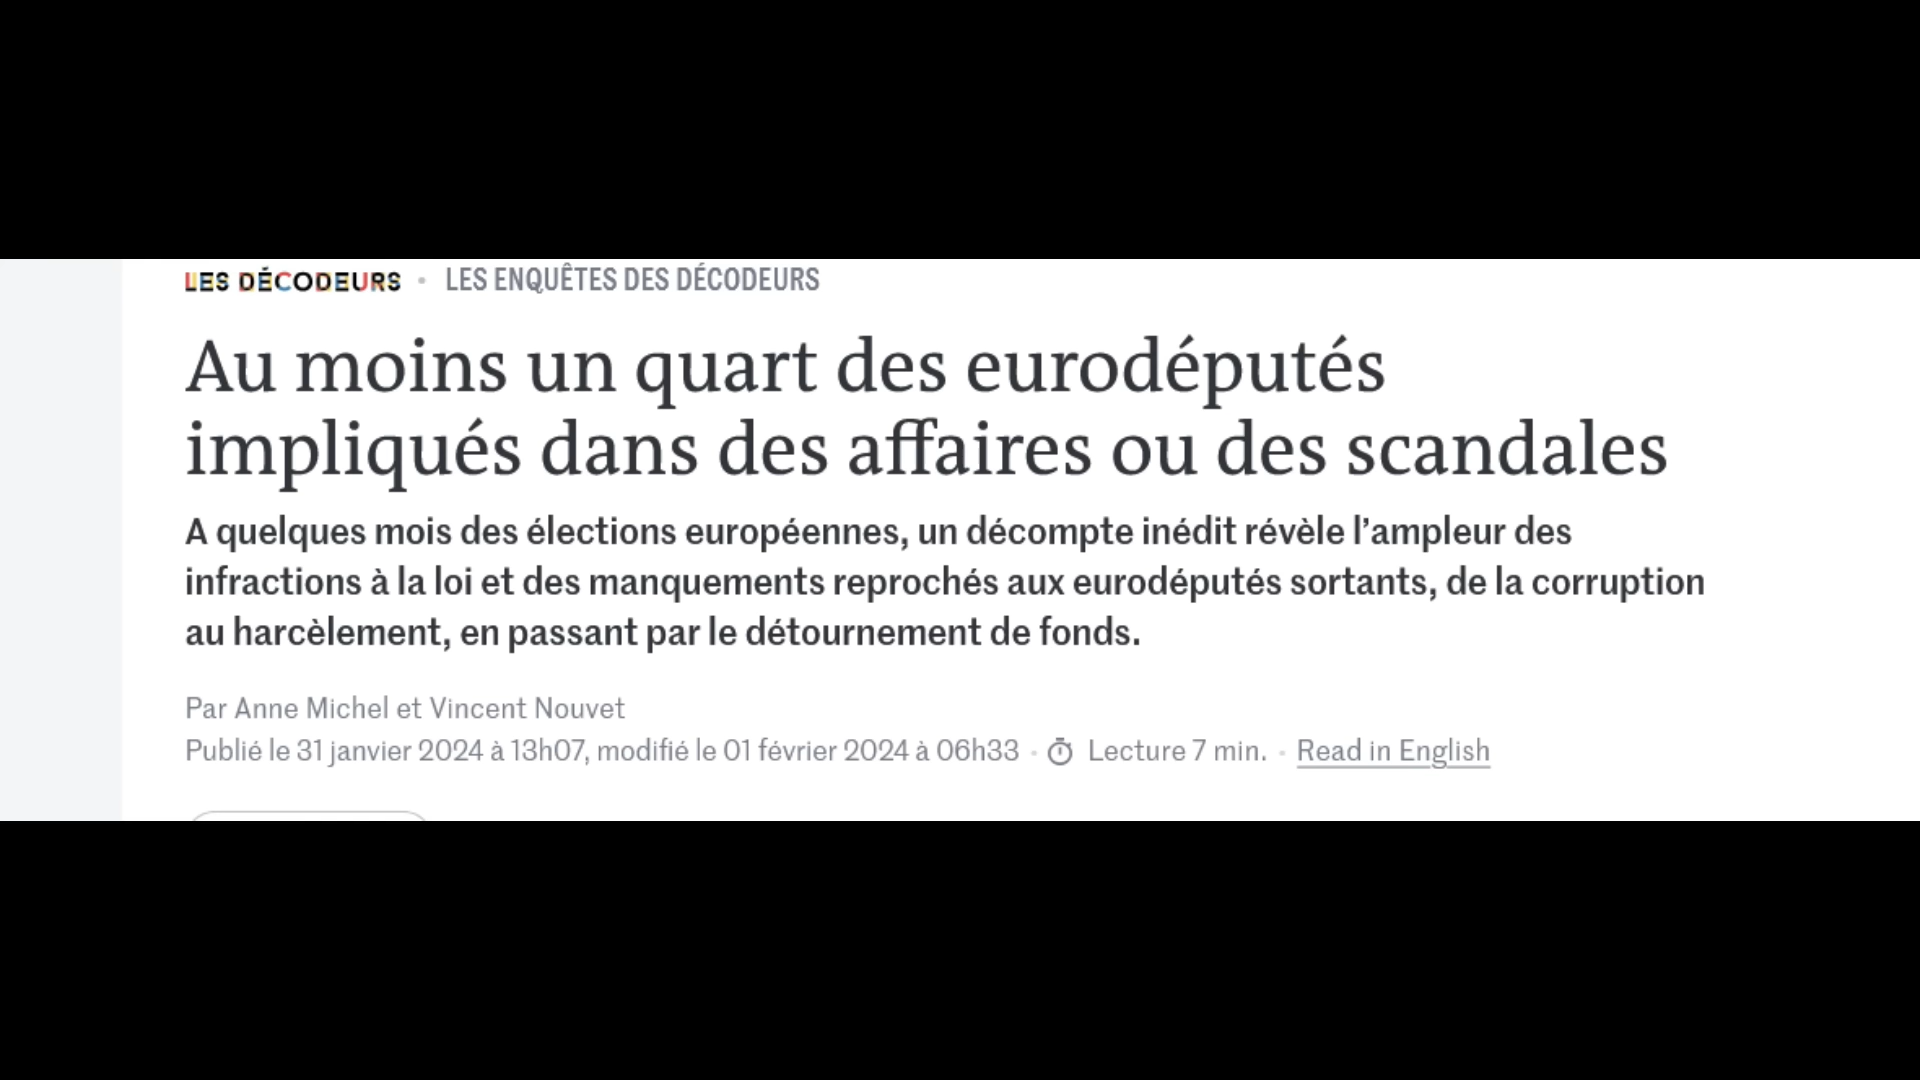 LES DÉCODEURS • LES ENQUÊTES DES DÉCODEURS
Au moins un quart des eurodéputés
impliqués dans des affaires ou des scandales
A quelques mois des élections européennes, un décompte inédit révèle l’ampleur des
infractions à la loi et des manquements reprochés aux eurodéputés sortants, de la corruption
au harcèlement, en passant par le détournement de fonds.
Par Anne Michel et Vincent Nouvet
Publié le 31 janvier 2024 à 13h07, modifié le 01 février 2024 à 06h33 • Lecture 7 min. • Read in English